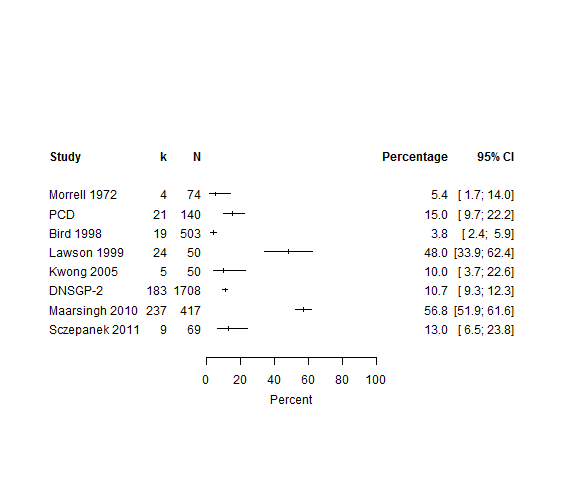 Study k N Percentage 95% CI
Morrell 1972 4 74 5.4 [ 1.7; 14.0]
PCD 21 140 15.0 [ 9.7; 22.2]
Bird 1998 19 503 3.8 [ 2.4; 5.9]
Lawson 1999 24 50 48.0 [33.9; 62.4]
Kwong 2005 5 50 10.0 [ 3.7; 22.6]
DNSGP-2 183 1708 10.7 [ 9.3; 12.3]
Maarsingh 2010 237 417 56.8 [51.9; 61.6]
Sczepanek 2011 9 69 13.0 [ 6.5; 23.8]
0 20 40 60 80 100
Percent